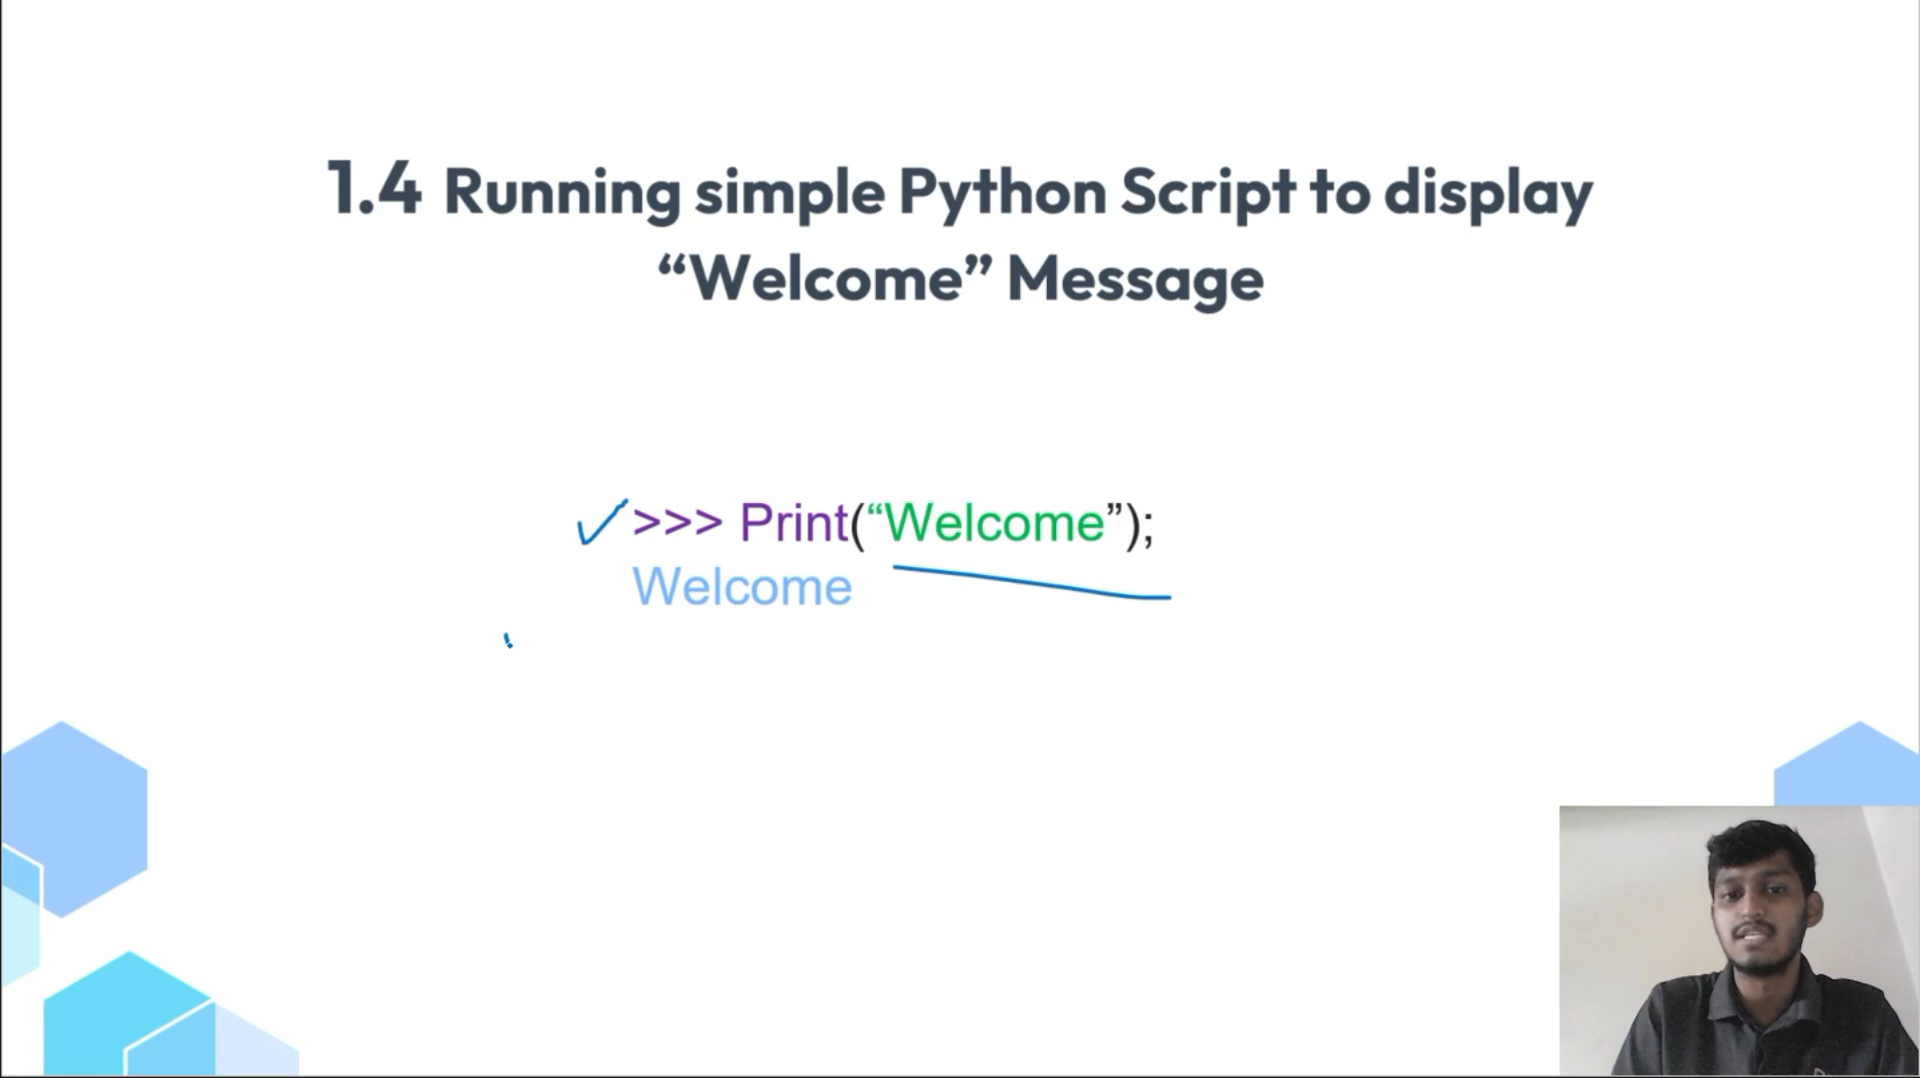 1.4 Running simple Python Script to display
“Welcome” Message
>>> Print(“Welcome”);
Welcome